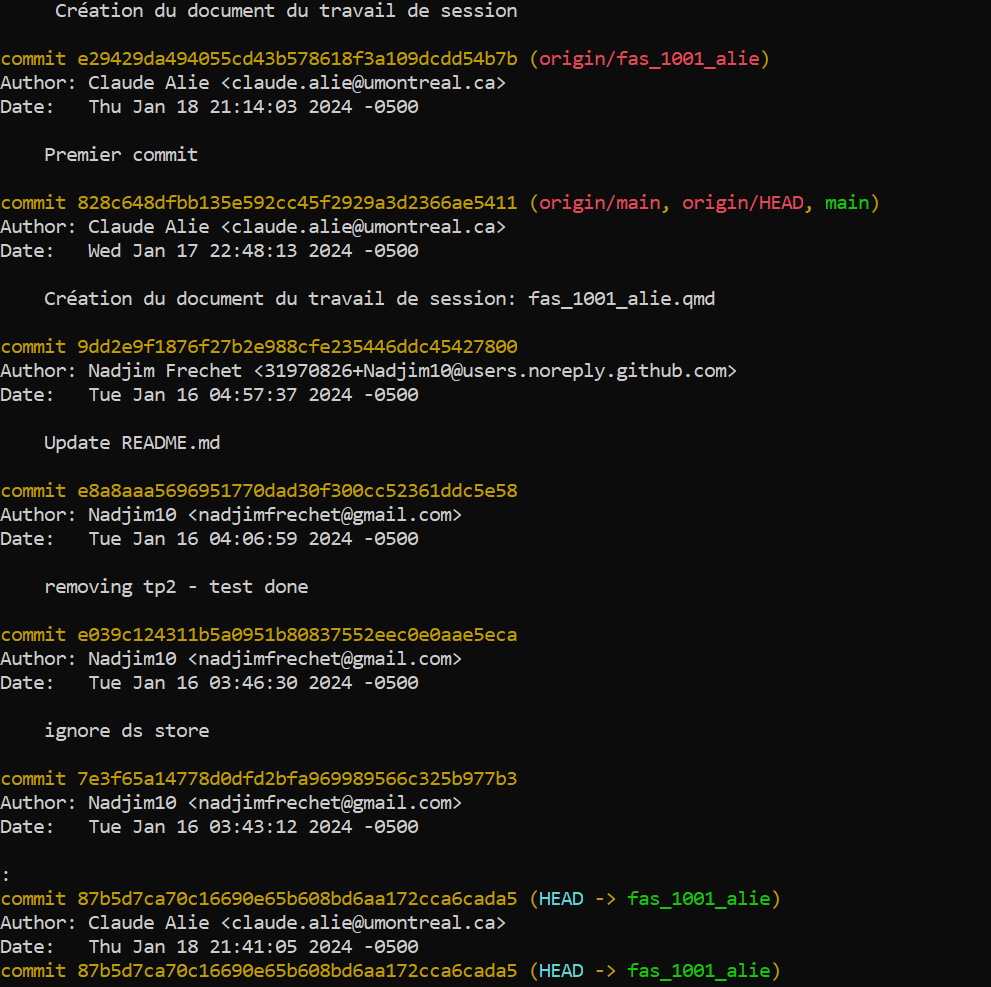 Création du document du travail de session
commit e29429da494055cd43b578618f3a109dcdd54b7b (origin/fas_1001_alie)
Author: Claude Alie <claude.alie@umontreal.ca>
Date:   Thu Jan 18 21:14:03 2024 -0500
Premier commit
commit 828c648dfbb135e592cc45f2929a3d2366ae5411 (origin/main, origin/HEAD, main)
Author: Claude Alie <claude.alie@umontreal.ca>
Date:   Wed Jan 17 22:48:13 2024 -0500
Création du document du travail de session: fas_1001_alie.qmd
commit 9dd2e9f1876f27b2e988cfe235446ddc45427800
Author: Nadjim Frechet <31970826+Nadjim10@users.noreply.github.com>
Date:   Tue Jan 16 04:57:37 2024 -0500
Update README.md
commit e8a8aaa5696951770dad30f300cc52361ddc5e58
Author: Nadjim10 <nadjimfrechet@gmail.com>
Date:   Tue Jan 16 04:06:59 2024 -0500
removing tp2 - test done
commit e039c124311b5a0951b80837552eec0e0aae5eca
Author: Nadjim10 <nadjimfrechet@gmail.com>
Date:   Tue Jan 16 03:46:30 2024 -0500
ignore ds store
commit 7e3f65a14778d0dfd2bfa969989566c325b977b3
Author: Nadjim10 <nadjimfrechet@gmail.com>
Date:   Tue Jan 16 03:43:12 2024 -0500
:
commit 87b5d7ca70c16690e65b608bd6aa172cca6cada5 (HEAD -> fas_1001_alie)
Author: Claude Alie <claude.alie@umontreal.ca>
Date:   Thu Jan 18 21:41:05 2024 -0500
commit 87b5d7ca70c16690e65b608bd6aa172cca6cada5 (HEAD -> fas_1001_alie)